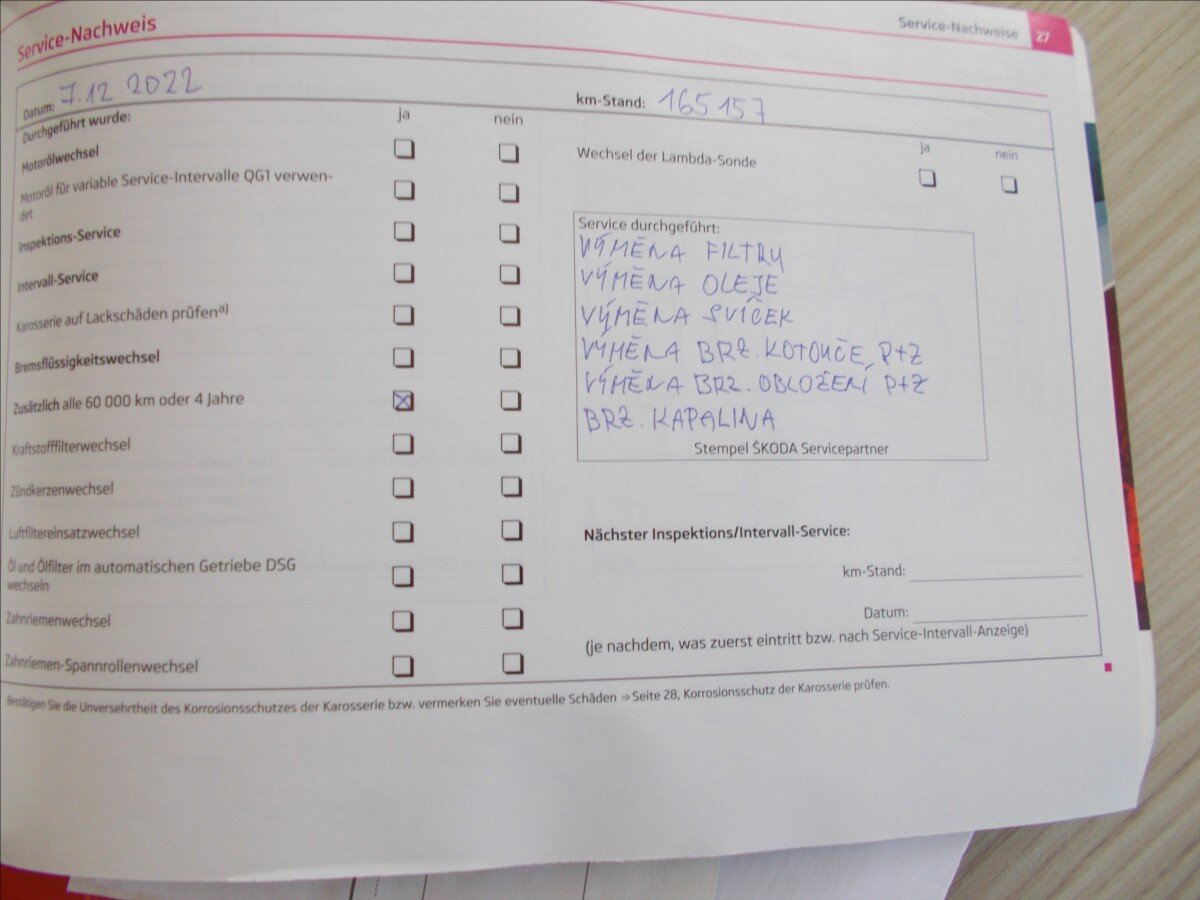 Service-Nachweis
Service-Nachweise 27
Datum: 7.12.2022
km-Stand: 165157
Durchgeführt wurde:
ja nein
Motorölwechsel
Motoröl für variable Service-Intervalle QG1 verwen-
det
Inspektions-Service
Intervall-Service
Karosserie auf Lackschäden prüfena)
Bremsflüssigkeitswechsel
Zusätzlich alle 60 000 km oder 4 Jahre
Kraftstofffilterwechsel
Zündkerzenwechsel
Luftfiltereinsatzwechsel
Öl und Ölfilter im automatischen Getriebe DSG
wechseln
Zahnriemenwechsel
Zahnriemen-Spannrollenwechsel
ja nein
Wechsel der Lambda-Sonde
Service durchgeführt:
VÝMĚNA FILTRU
VÝMĚNA OLEJE
VÝMĚNA SVÍČEK
VÝMĚNA BRZ. KOTOUČE P+Z
VÝMĚNA BRZ. OBLOŽENÍ P+Z
BRZ. KAPALINA
Stempel ŠKODA Servicepartner
Nächster Inspektions/Intervall-Service:
km-Stand:
Datum:
(je nachdem, was zuerst eintritt bzw. nach Service-Intervall-Anzeige)
Bestätigen Sie die Unversehrtheit des Korrosionsschutzes der Karosserie bzw. vermerken Sie eventuelle Schäden ⇒ Seite 28, Korrosionsschutz der Karosserie prüfen.